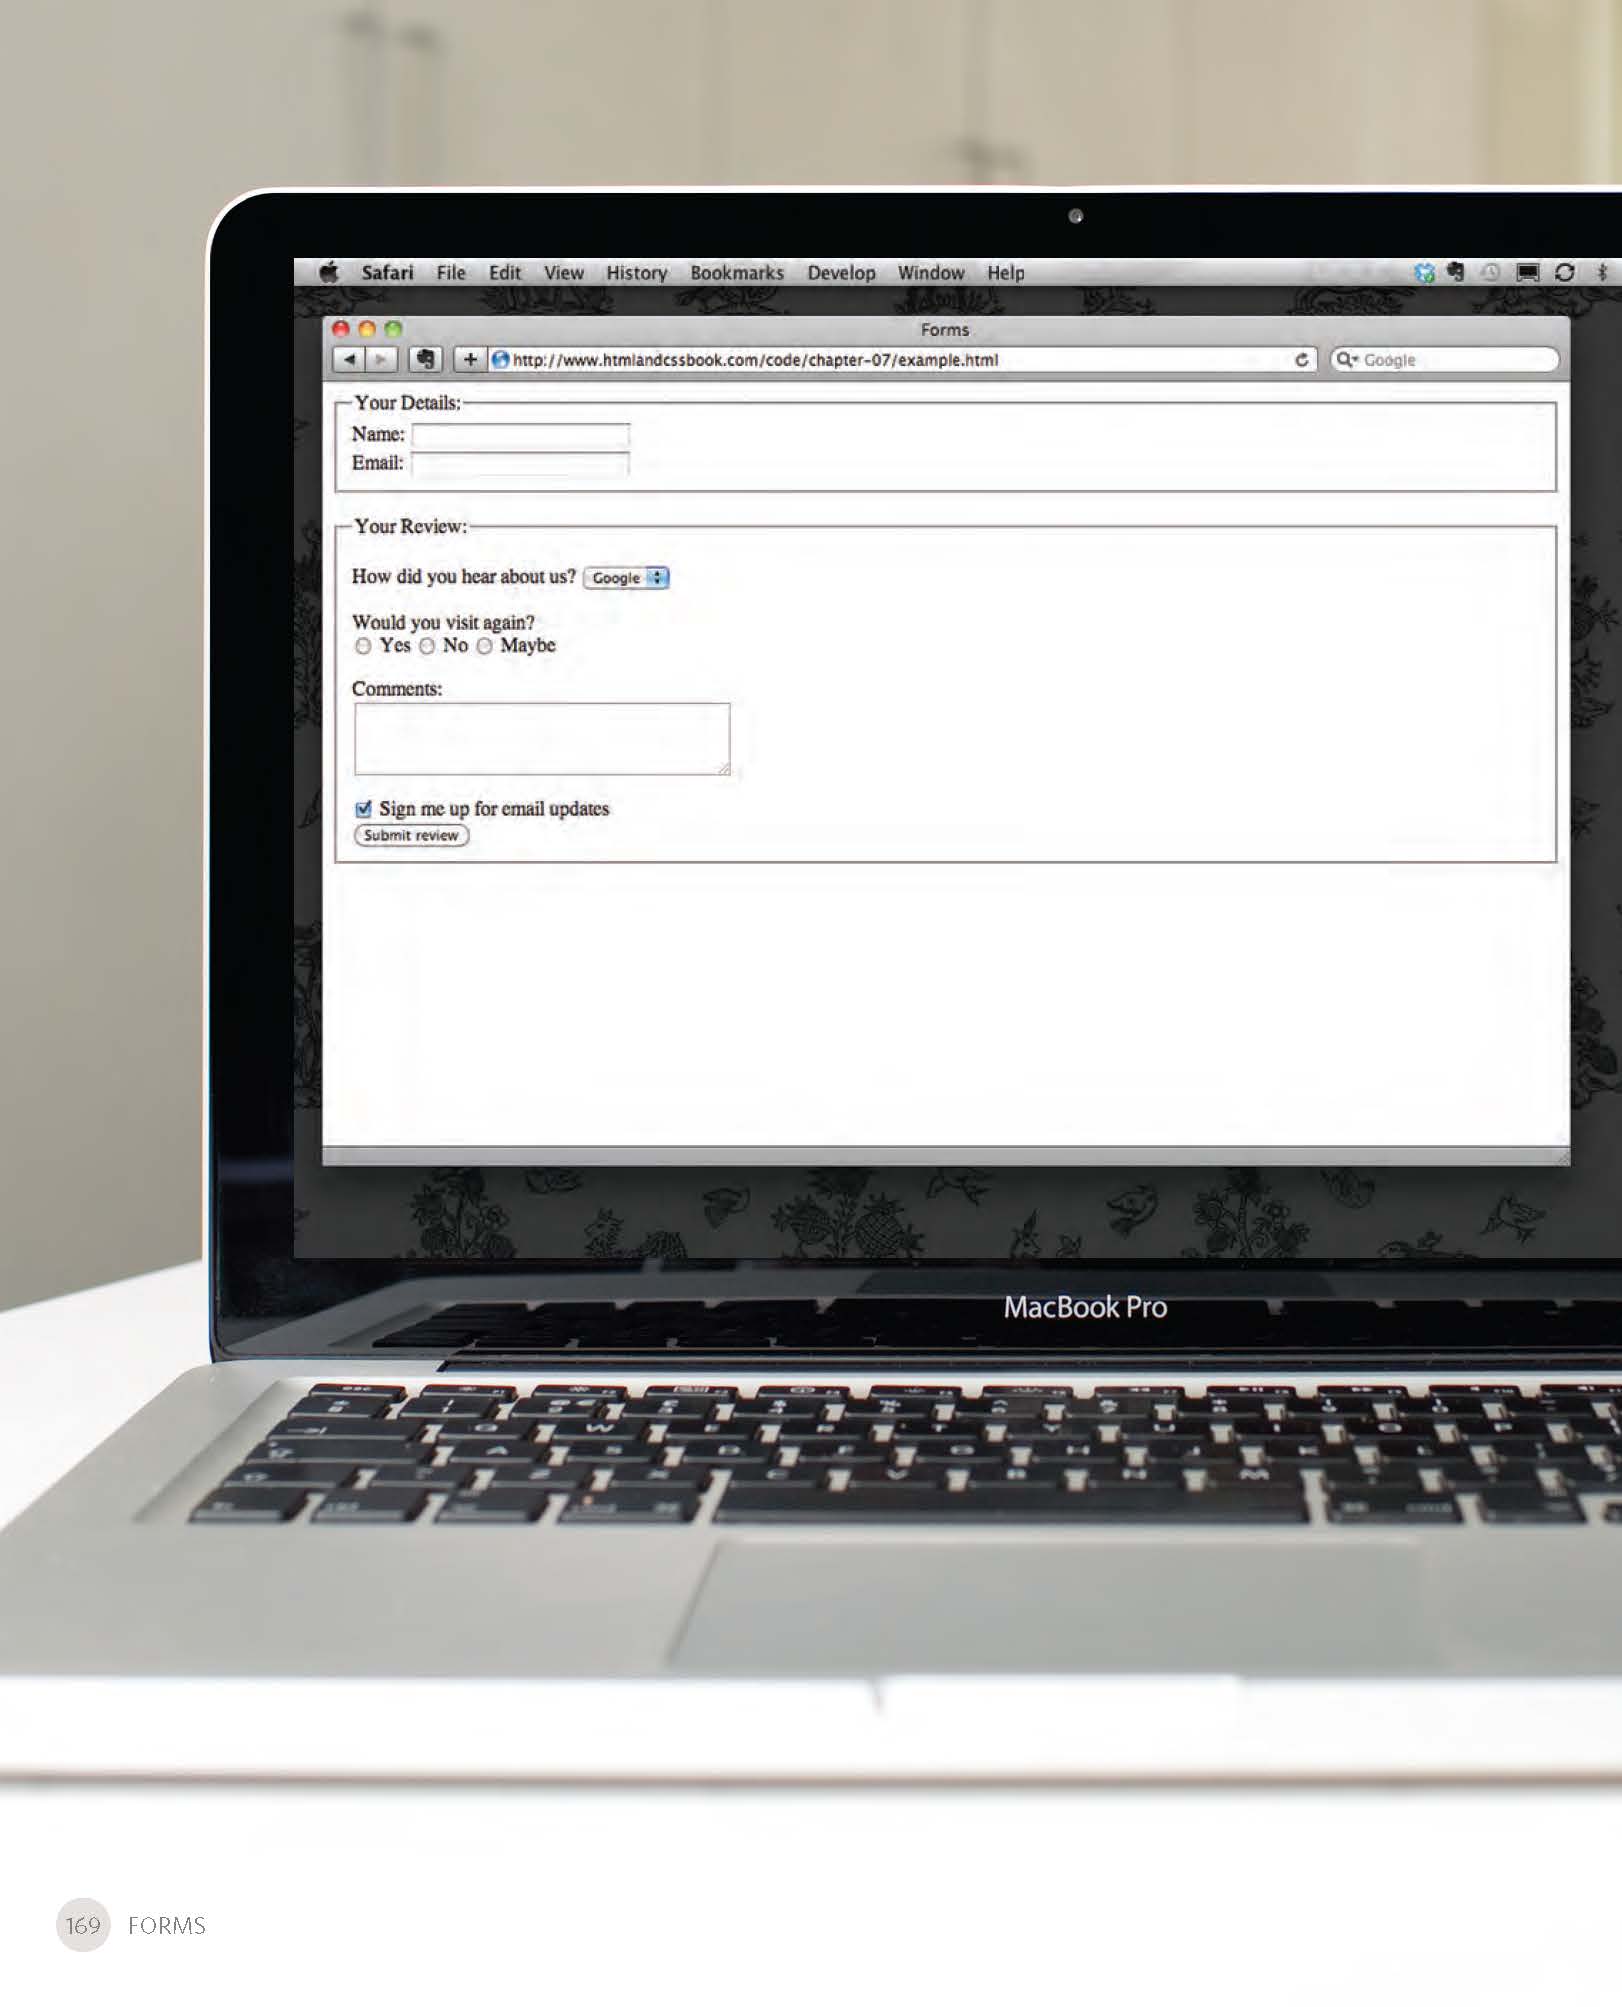 Safari File Edit View History Bookmarks Develop Window Help
Forms
http://www.htmlandcssbook.com/code/chapter-07/example.html
Google
Your Details:
Name:
Email:
Your Review:
How did you hear about us? Google
Would you visit again?
Yes No Maybe
Comments:
Sign me up for email updates
Submit review
MacBook Pro
169 FORMS